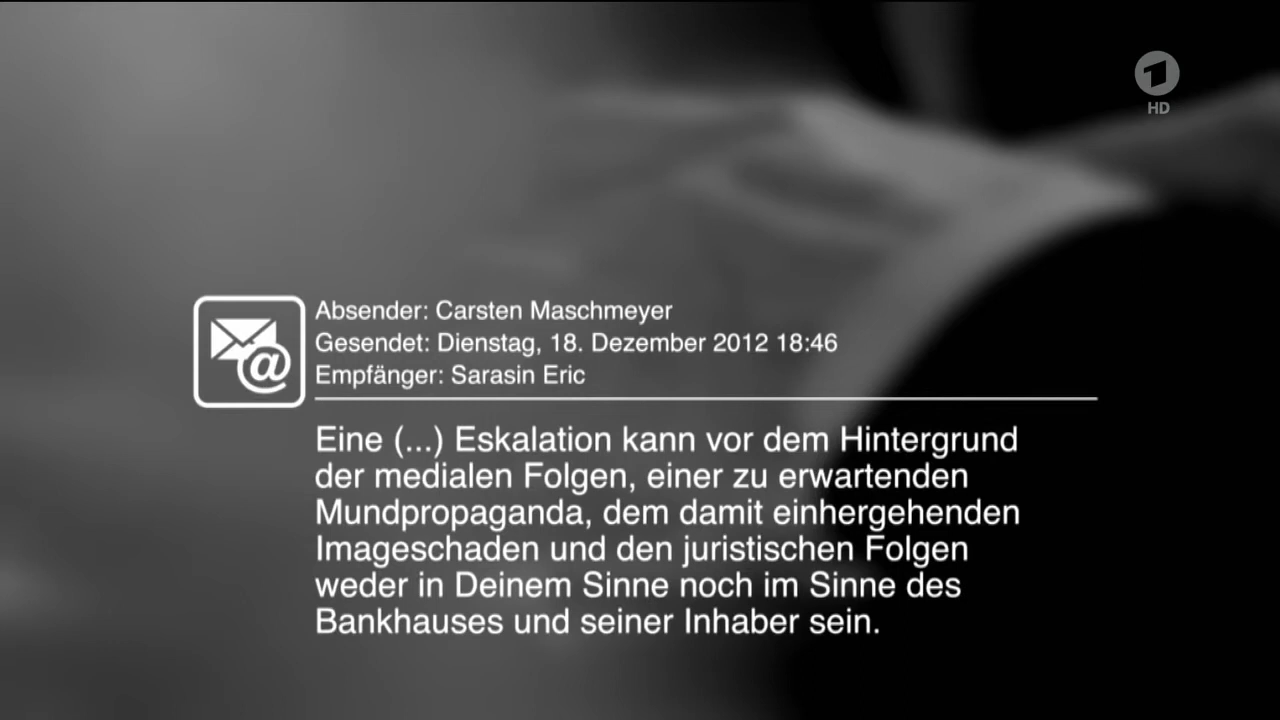 1
HD
Absender: Carsten Maschmeyer
Gesendet: Dienstag, 18. Dezember 2012 18:46
Empfänger: Sarasin Eric
@
Eine (...) Eskalation kann vor dem Hintergrund
der medialen Folgen, einer zu erwartenden
Mundpropaganda, dem damit einhergehenden
Imageschaden und den juristischen Folgen
weder in Deinem Sinne noch im Sinne des
Bankhauses und seiner Inhaber sein.